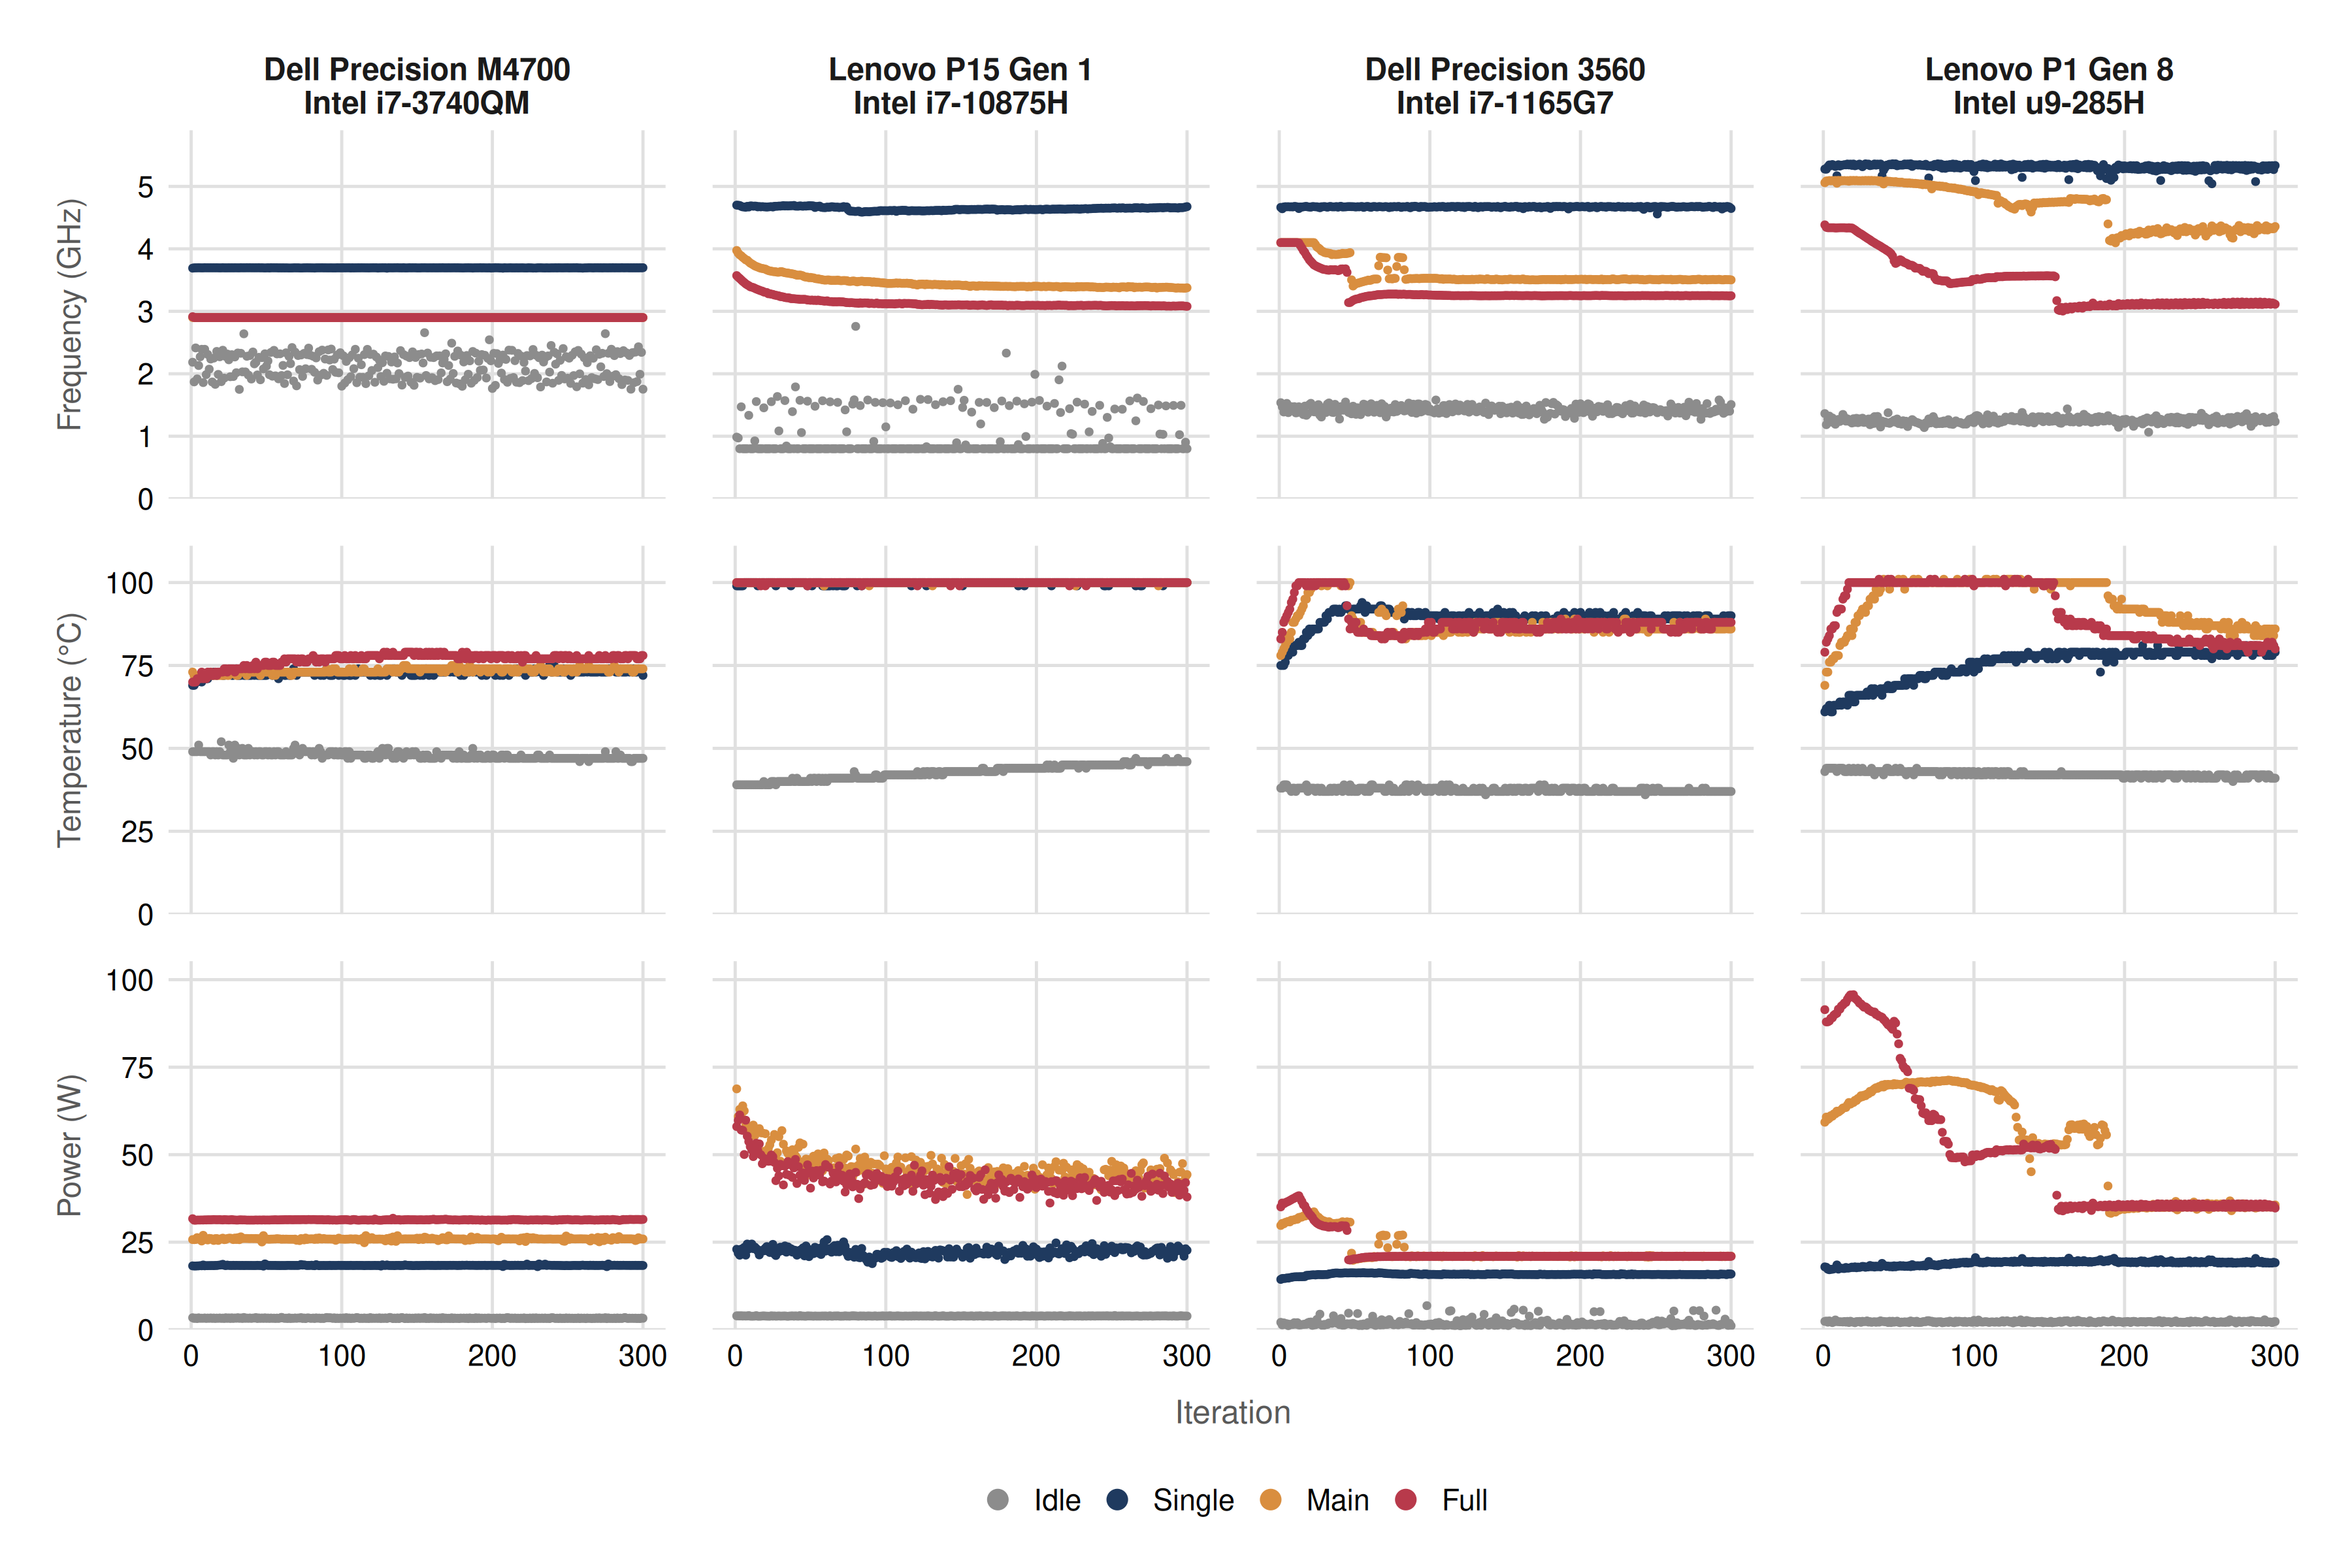 Dell Precision M4700
Intel i7-3740QM
Lenovo P15 Gen 1
Intel i7-10875H
Dell Precision 3560
Intel i7-1165G7
Lenovo P1 Gen 8
Intel u9-285H
Frequency (GHz)
5
4
3
2
1
0
Temperature (°C)
100
75
50
25
0
Power (W)
100
75
50
25
0
0 100 200 300
0 100 200 300
0 100 200 300
0 100 200 300
Iteration
Idle Single Main Full